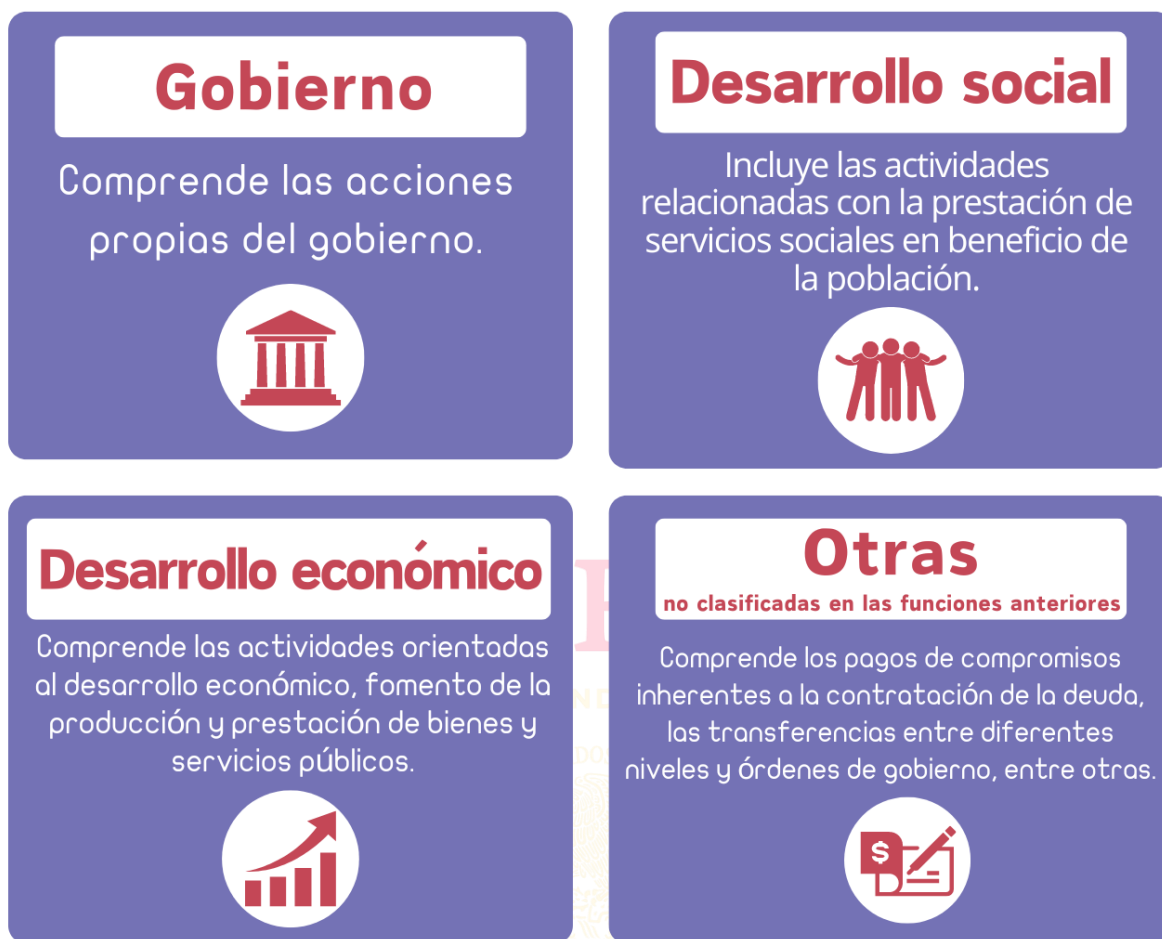 Gobierno
Comprende las acciones
propias del gobierno.
Desarrollo social
Incluye las actividades
relacionadas con la prestación de
servicios sociales en beneficio de
la población.
Desarrollo económico
Comprende las actividades orientadas
al desarrollo económico, fomento de la
producción y prestación de bienes y
servicios públicos.
Otras
no clasificadas en las funciones anteriores
Comprende los pagos de compromisos
inherentes a la contratación de la deuda,
las transferencias entre diferentes
niveles y órdenes de gobierno, entre otras.
$